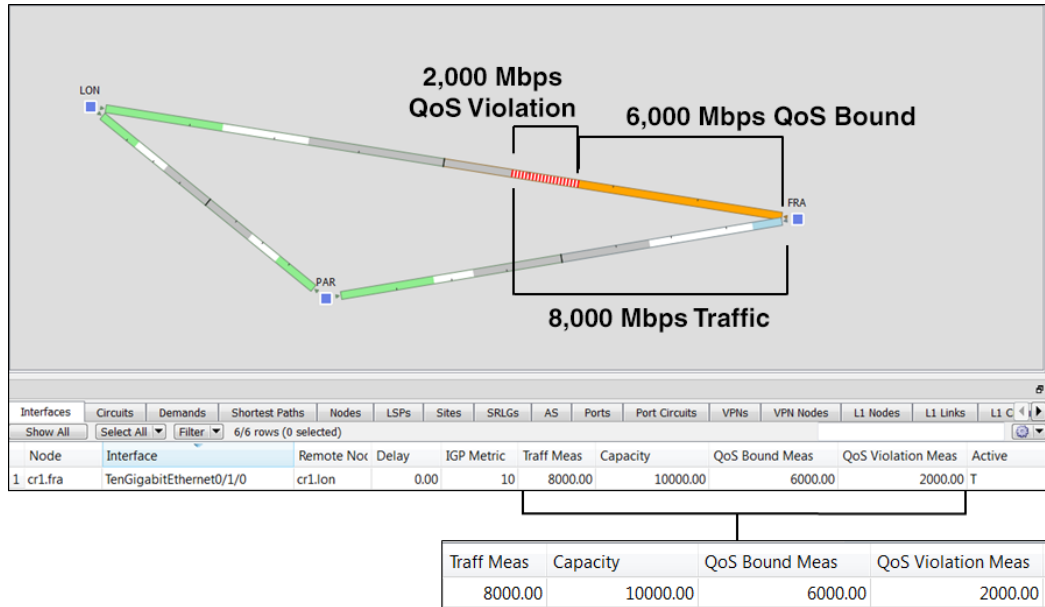 LON
2,000 Mbps
QoS Violation
6,000 Mbps QoS Bound
FRA
PAR
8,000 Mbps Traffic
Interfaces Circuits Demands Shortest Paths Nodes LSPs Sites SRLGs AS Ports Port Circuits VPNs VPN Nodes L1 Nodes L1 Links L1 C
Show All Select All Filter 6/6 rows (0 selected)
Node Interface Remote Noc Delay IGP Metric Traff Meas Capacity QoS Bound Meas QoS Violation Meas Active
1 cr1.fra TenGigabitEthernet0/1/0 cr1.lon 0.00 10 8000.00 10000.00 6000.00 2000.00 T
Traff Meas Capacity QoS Bound Meas QoS Violation Meas
8000.00 10000.00 6000.00 2000.00